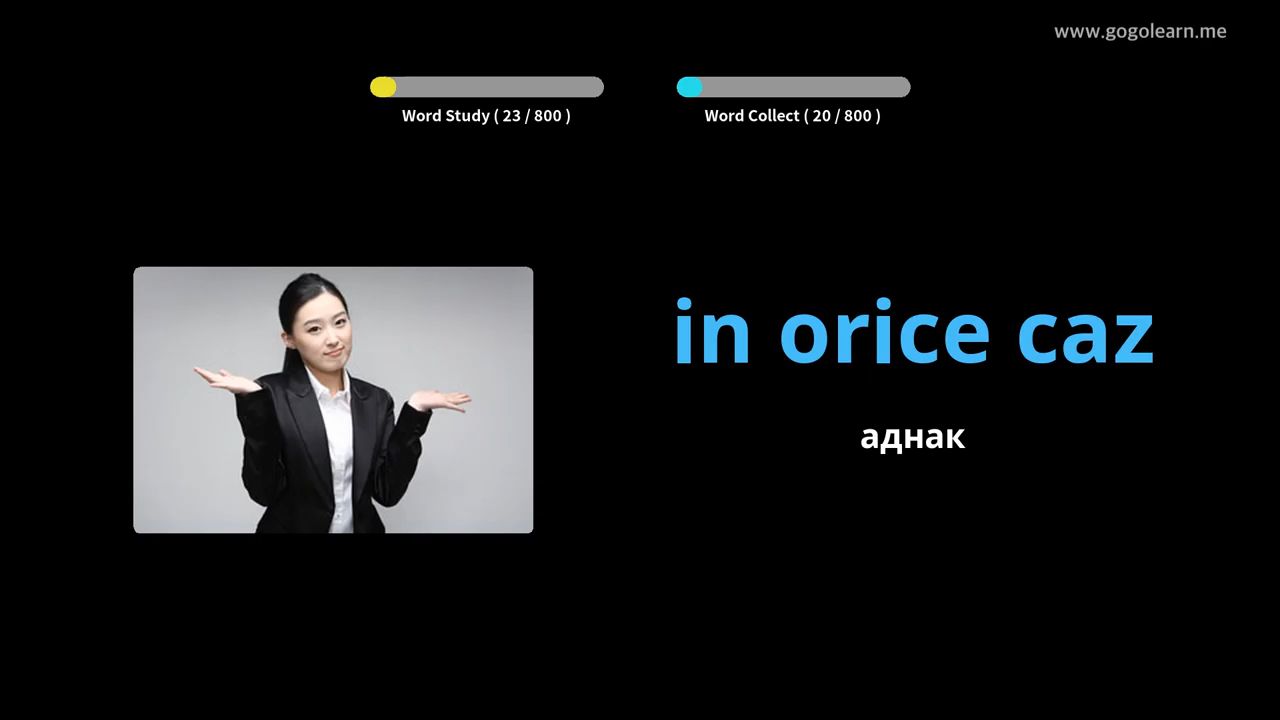 www.gogolearn.me
Word Study ( 23 / 800 )
Word Collect ( 20 / 800 )
in orice caz
аднак